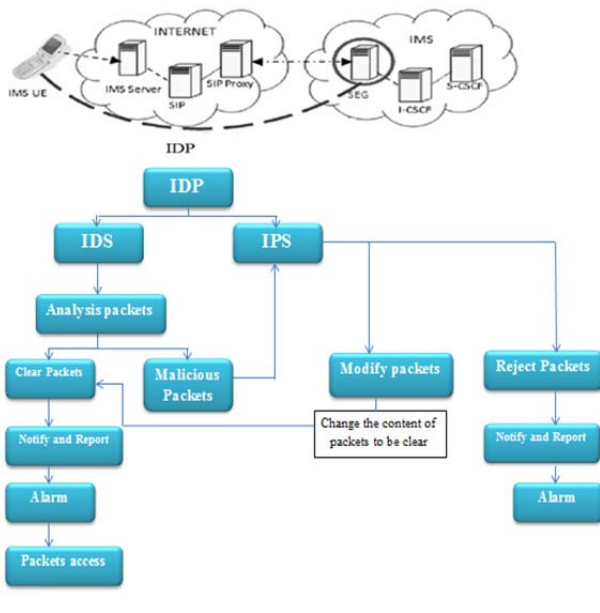 INTERNET
IMS
IMS UE
IMS Server
SIP
SIP Proxy
SEG
I-CSCF
S-CSCF
IDP
IDP
IDS
IPS
Analysis packets
Clear Packets
Malicious
Packets
Modify packets
Reject Packets
Change the content of
packets to be clear
Notify and Report
Notify and Report
Alarm
Alarm
Packets access